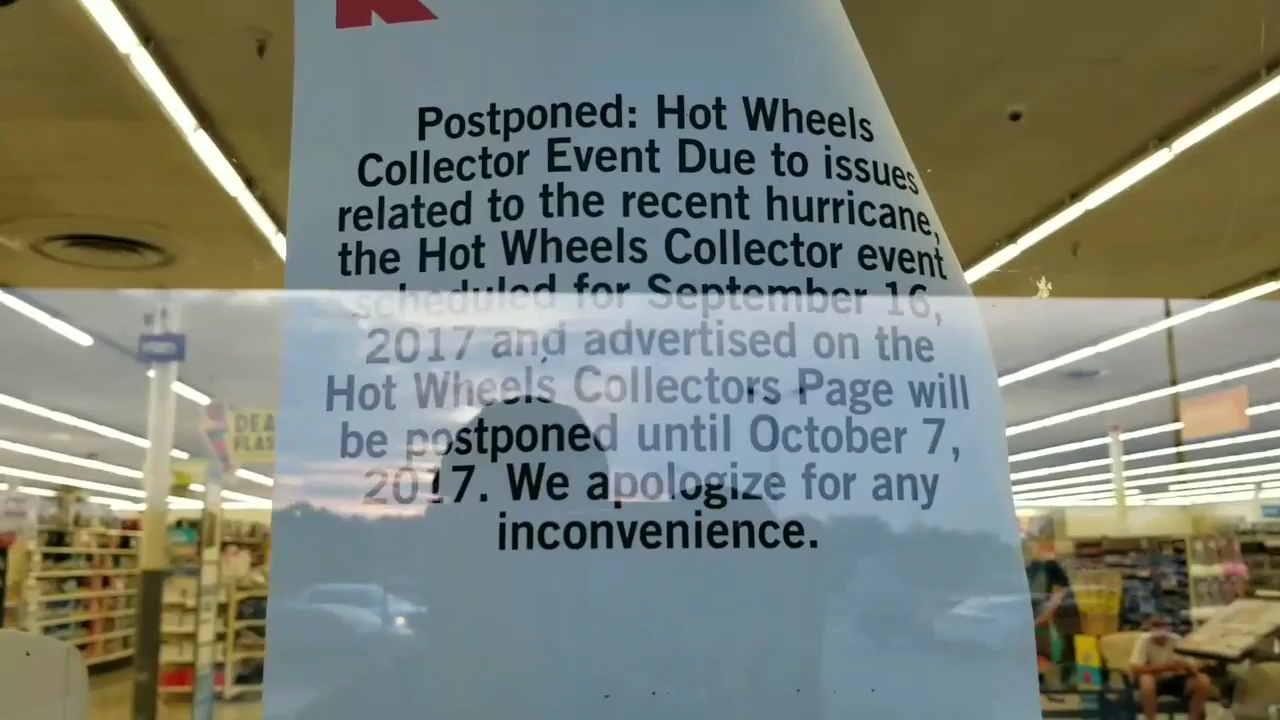 Postponed: Hot Wheels
Collector Event Due to issues
related to the recent hurricane,
the Hot Wheels Collector event
scheduled for September 16,
2017 and advertised on the
Hot Wheels Collectors Page will
be postponed until October 7,
2017. We apologize for any
inconvenience.
DEA
FLAS